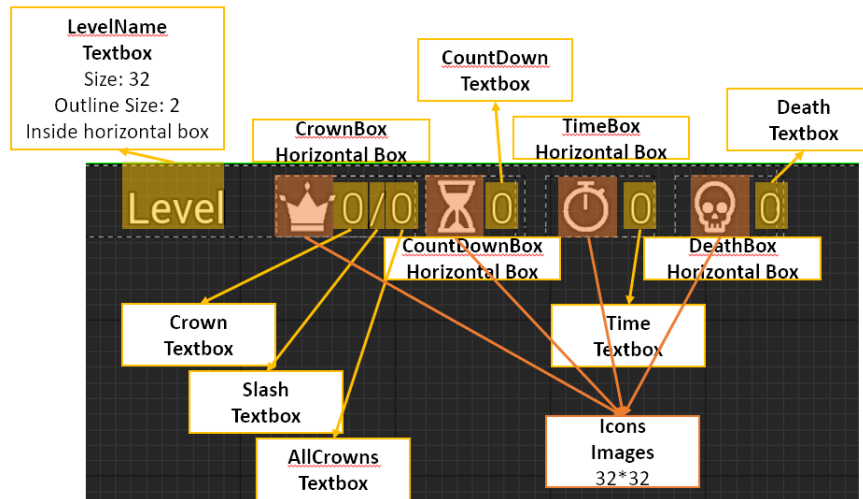 LevelName
Textbox
Size: 32
Outline Size: 2
Inside horizontal box
CountDown
Textbox
Death
Textbox
CrownBox
Horizontal Box
TimeBox
Horizontal Box
Level
0/0
0
0
0
CountDownBox
Horizontal Box
DeathBox
Horizontal Box
Crown
Textbox
Time
Textbox
Slash
Textbox
AllCrowns
Textbox
Icons
Images
32*32